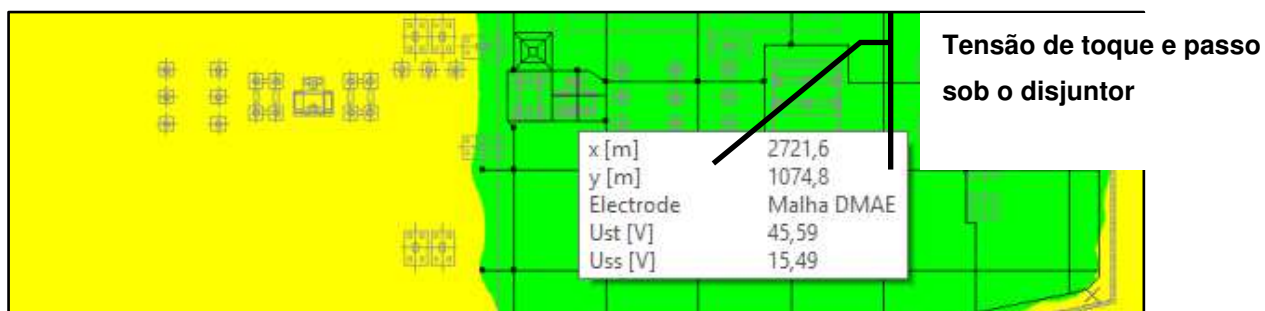 Tensão de toque e passo
sob o disjuntor
x [m] 2721,6
y [m] 1074,8
Electrode Malha DMAE
Ust [V] 45,59
Uss [V] 15,49